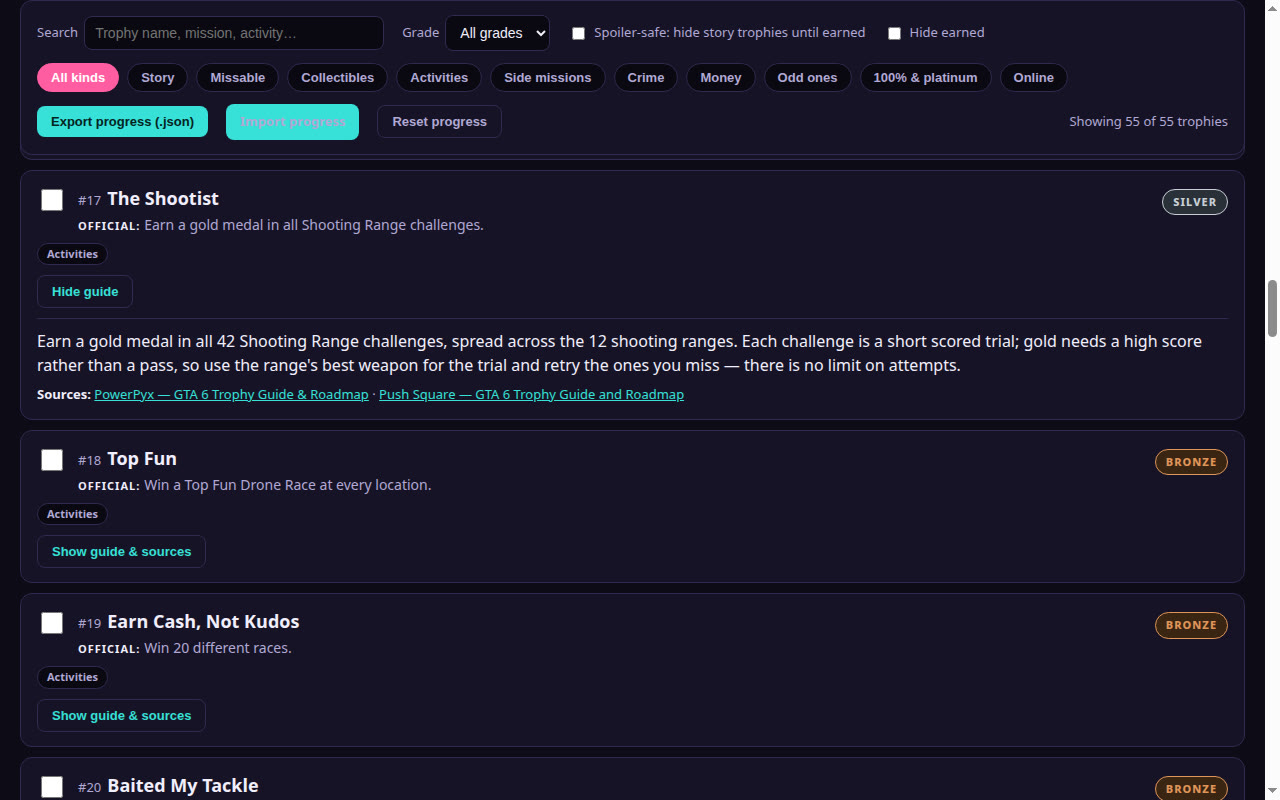 Search Trophy name, mission, activity… Grade All grades Spoiler-safe: hide story trophies until earned Hide earned
All kinds Story Missable Collectibles Activities Side missions Crime Money Odd ones 100% & platinum Online
Export progress (.json) Import progress Reset progress Showing 55 of 55 trophies
#17 The Shootist SILVER
OFFICIAL: Earn a gold medal in all Shooting Range challenges.
Activities
Hide guide
Earn a gold medal in all 42 Shooting Range challenges, spread across the 12 shooting ranges. Each challenge is a short scored trial; gold needs a high score
rather than a pass, so use the range's best weapon for the trial and retry the ones you miss — there is no limit on attempts.
Sources: PowerPyx — GTA 6 Trophy Guide & Roadmap · Push Square — GTA 6 Trophy Guide and Roadmap
#18 Top Fun BRONZE
OFFICIAL: Win a Top Fun Drone Race at every location.
Activities
Show guide & sources
#19 Earn Cash, Not Kudos BRONZE
OFFICIAL: Win 20 different races.
Activities
Show guide & sources
#20 Baited My Tackle BRONZE